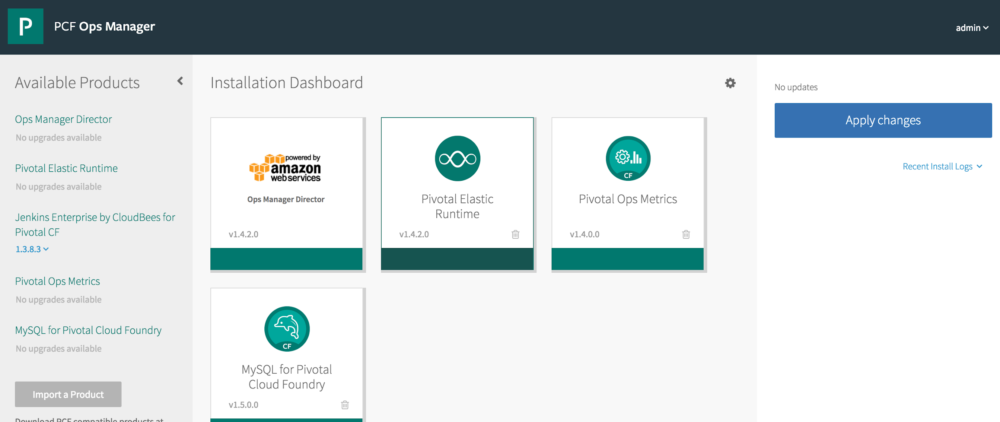 P
PCF Ops Manager
admin
Available Products
Ops Manager Director
No upgrades available
Pivotal Elastic Runtime
No upgrades available
Jenkins Enterprise by CloudBees for
Pivotal CF
1.3.8.3
Pivotal Ops Metrics
No upgrades available
MySQL for Pivotal Cloud Foundry
No upgrades available
Import a Product
Download PCF compatible products at
Installation Dashboard
powered by
amazon
web services
Ops Manager Director
v1.4.2.0
Pivotal Elastic
Runtime
v1.4.2.0
CF
Pivotal Ops Metrics
v1.4.0.0
CF
MySQL for Pivotal
Cloud Foundry
v1.5.0.0
No updates
Apply changes
Recent Install Logs